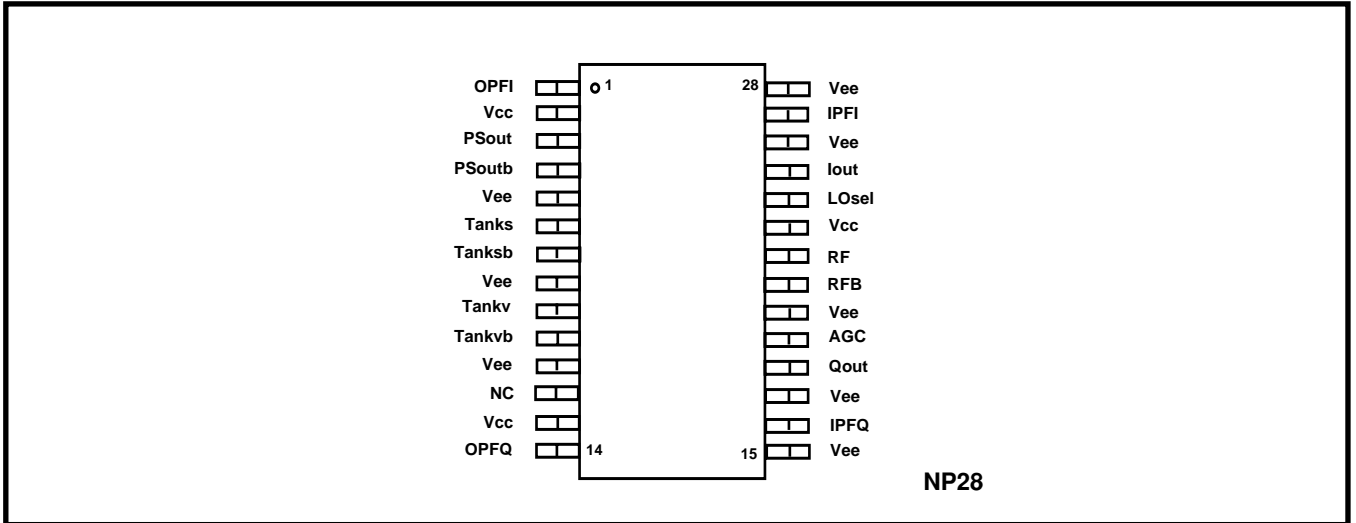 OPFI 1 28 Vee
Vcc IPFI
PSout Vee
PSoutb Iout
Vee LOsel
Tanks Vcc
Tanksb RF
Vee RFB
Tankv Vee
Tankvb AGC
Vee Qout
NC Vee
Vcc IPFQ
OPFQ 14 15 Vee
NP28